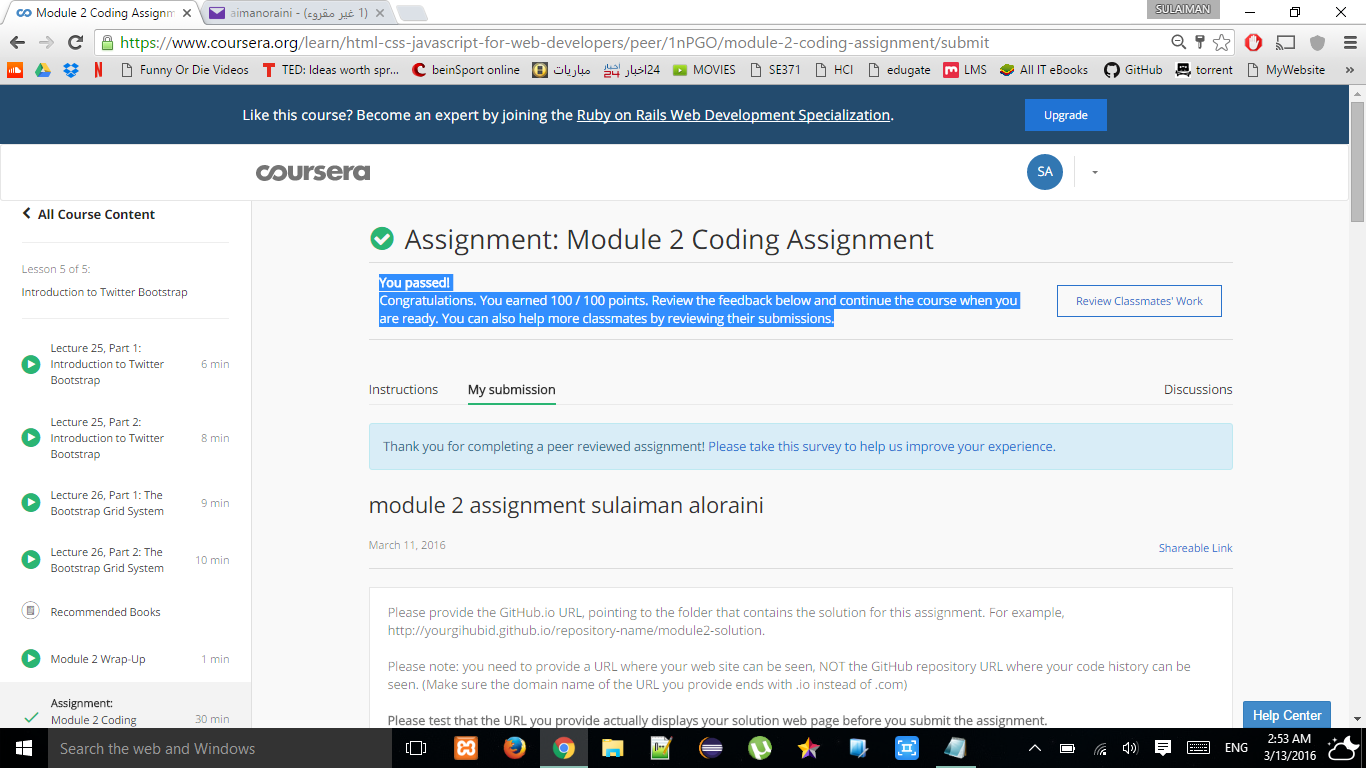 Module 2 Coding Assignm
aimanoraini - (1 غير مقروء)
SULAIMAN
https://www.coursera.org/learn/html-css-javascript-for-web-developers/peer/1nPGO/module-2-coding-assignment/submit
Funny Or Die Videos
TED: Ideas worth spr...
beinSport online
مباريات
اخبار24
MOVIES
SE371
HCI
edugate
LMS
All IT eBooks
GitHub
torrent
MyWebsite
»
Like this course? Become an expert by joining the Ruby on Rails Web Development Specialization.
Upgrade
coursera
SA
All Course Content
Lesson 5 of 5:
Introduction to Twitter Bootstrap
Lecture 25, Part 1:
Introduction to Twitter
Bootstrap
6 min
Lecture 25, Part 2:
Introduction to Twitter
Bootstrap
8 min
Lecture 26, Part 1: The
Bootstrap Grid System
9 min
Lecture 26, Part 2: The
Bootstrap Grid System
10 min
Recommended Books
Module 2 Wrap-Up
1 min
Assignment:
Module 2 Coding
30 min
Assignment: Module 2 Coding Assignment
You passed!
Congratulations. You earned 100 / 100 points. Review the feedback below and continue the course when you
are ready. You can also help more classmates by reviewing their submissions.
Review Classmates' Work
Instructions
My submission
Discussions
Thank you for completing a peer reviewed assignment! Please take this survey to help us improve your experience.
module 2 assignment sulaiman aloraini
March 11, 2016
Shareable Link
Please provide the GitHub.io URL, pointing to the folder that contains the solution for this assignment. For example,
http://yourgihubid.github.io/repository-name/module2-solution.
Please note: you need to provide a URL where your web site can be seen, NOT the GitHub repository URL where your code history can be
seen. (Make sure the domain name of the URL you provide ends with .io instead of .com)
Please test that the URL you provide actually displays your solution web page before you submit the assignment.
Help Center
Search the web and Windows
ENG
2:53 AM
3/13/2016